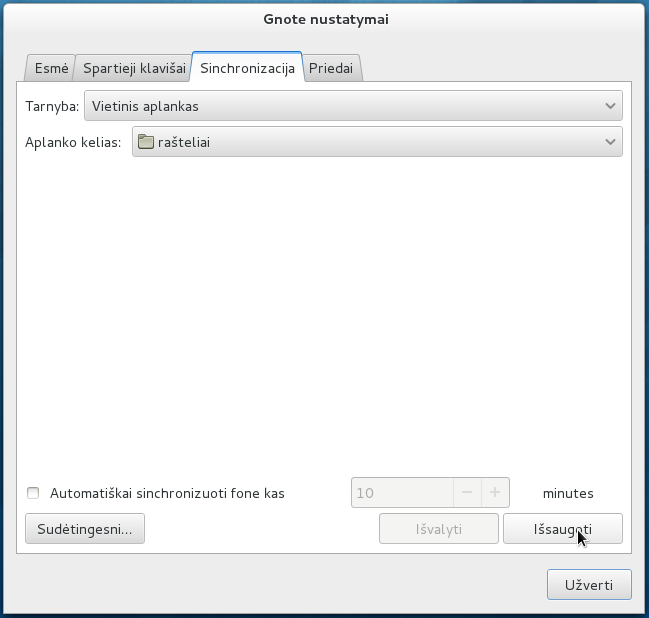 Gnote nustatymai
Esmė Spartieji klavišai Sinchronizacija Priedai
Tarnyba: Vietinis aplankas
Aplanko kelias: rašteliai
Automatiškai sinchronizuoti fone kas 10 minutes
Sudėtingesni... Išvalyti Išsaugoti
Užverti